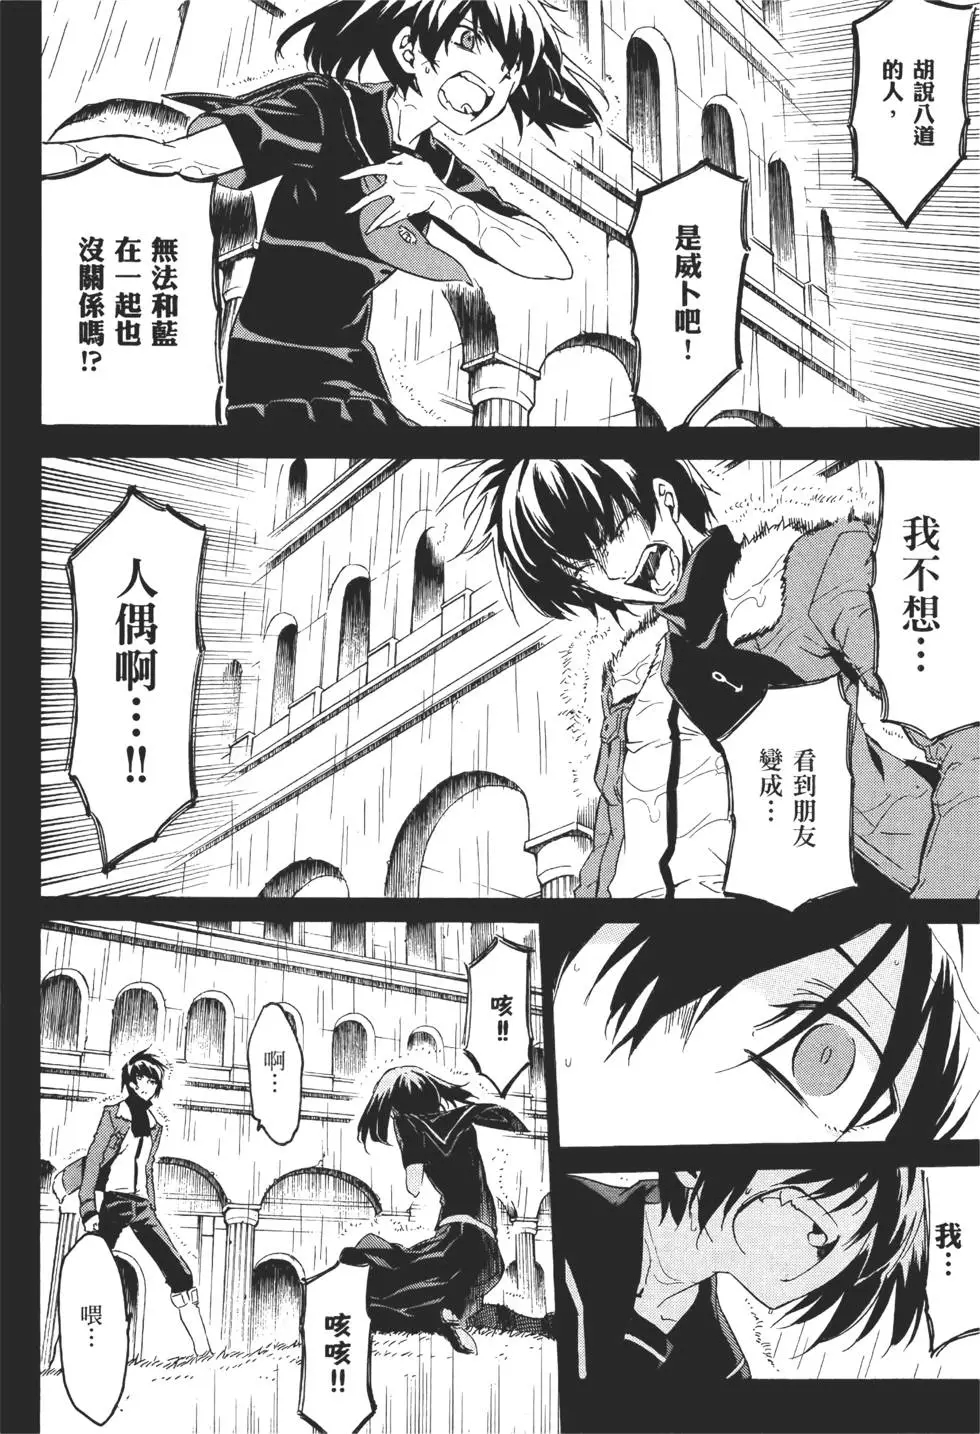 胡說八道
的人，
是威卜吧！
無法和藍
在一起也
沒關係嗎!?
我不想…
看到朋友
變成…
人偶啊…!!
我…
咳!!
啊…
咳咳!!
喂…